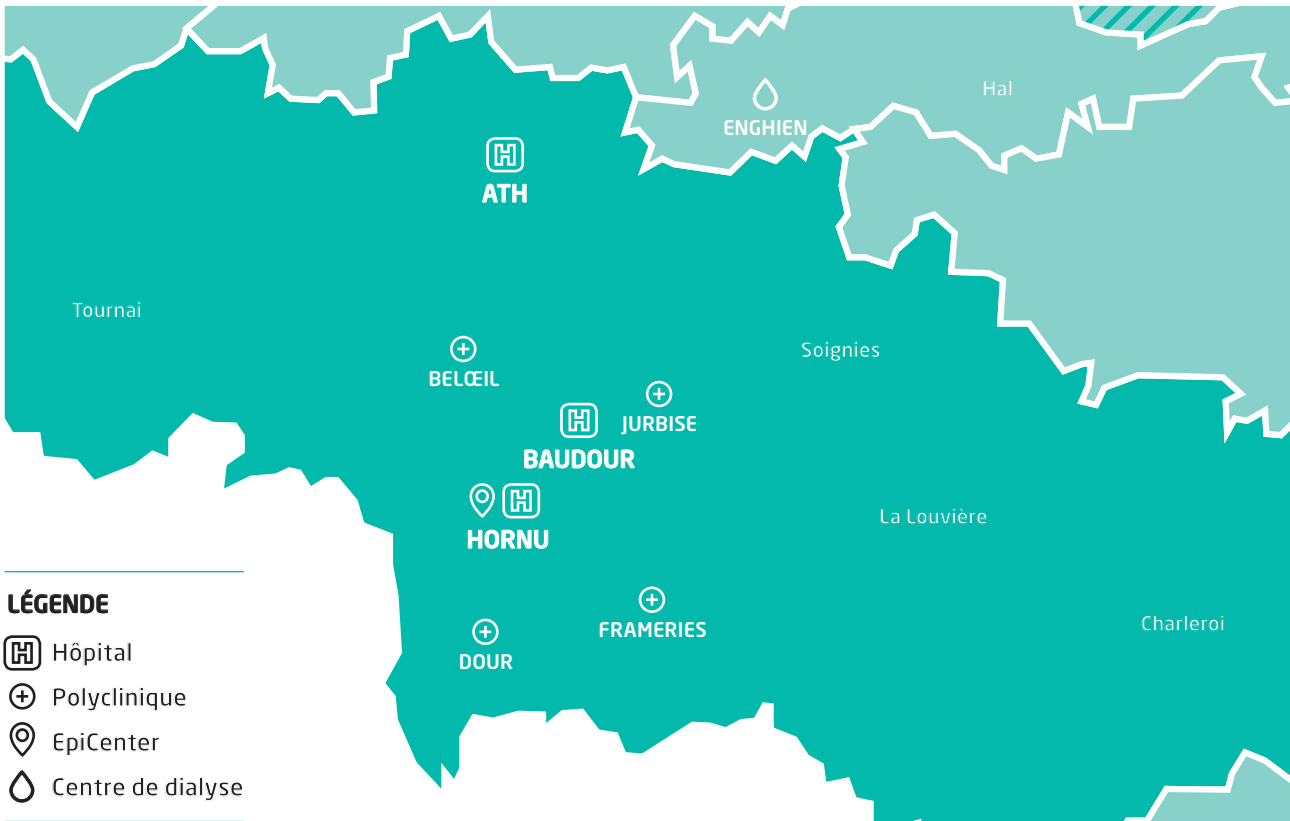 Hal
ENGHIEN
ATH
Tournai
Soignies
BELŒIL
JURBISE
BAUDOUR
La Louvière
HORNU
Charleroi
FRAMERIES
DOUR
LÉGENDE
Hôpital
Polyclinique
EpiCenter
Centre de dialyse